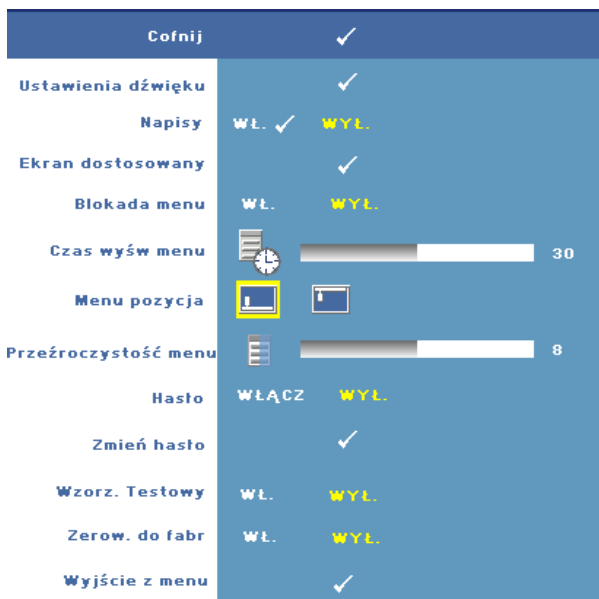 Cofnij
Ustawienia dźwięku
Napisy WŁ. WYŁ.
Ekran dostosowany
Blokada menu WŁ. WYŁ.
Czas wyśw menu 30
Menu pozycja
Przeźroczystość menu 8
Hasło WŁĄCZ WYŁ.
Zmień hasło
Wzorz. Testowy WŁ. WYŁ.
Zerow. do fabr WŁ. WYŁ.
Wyjście z menu